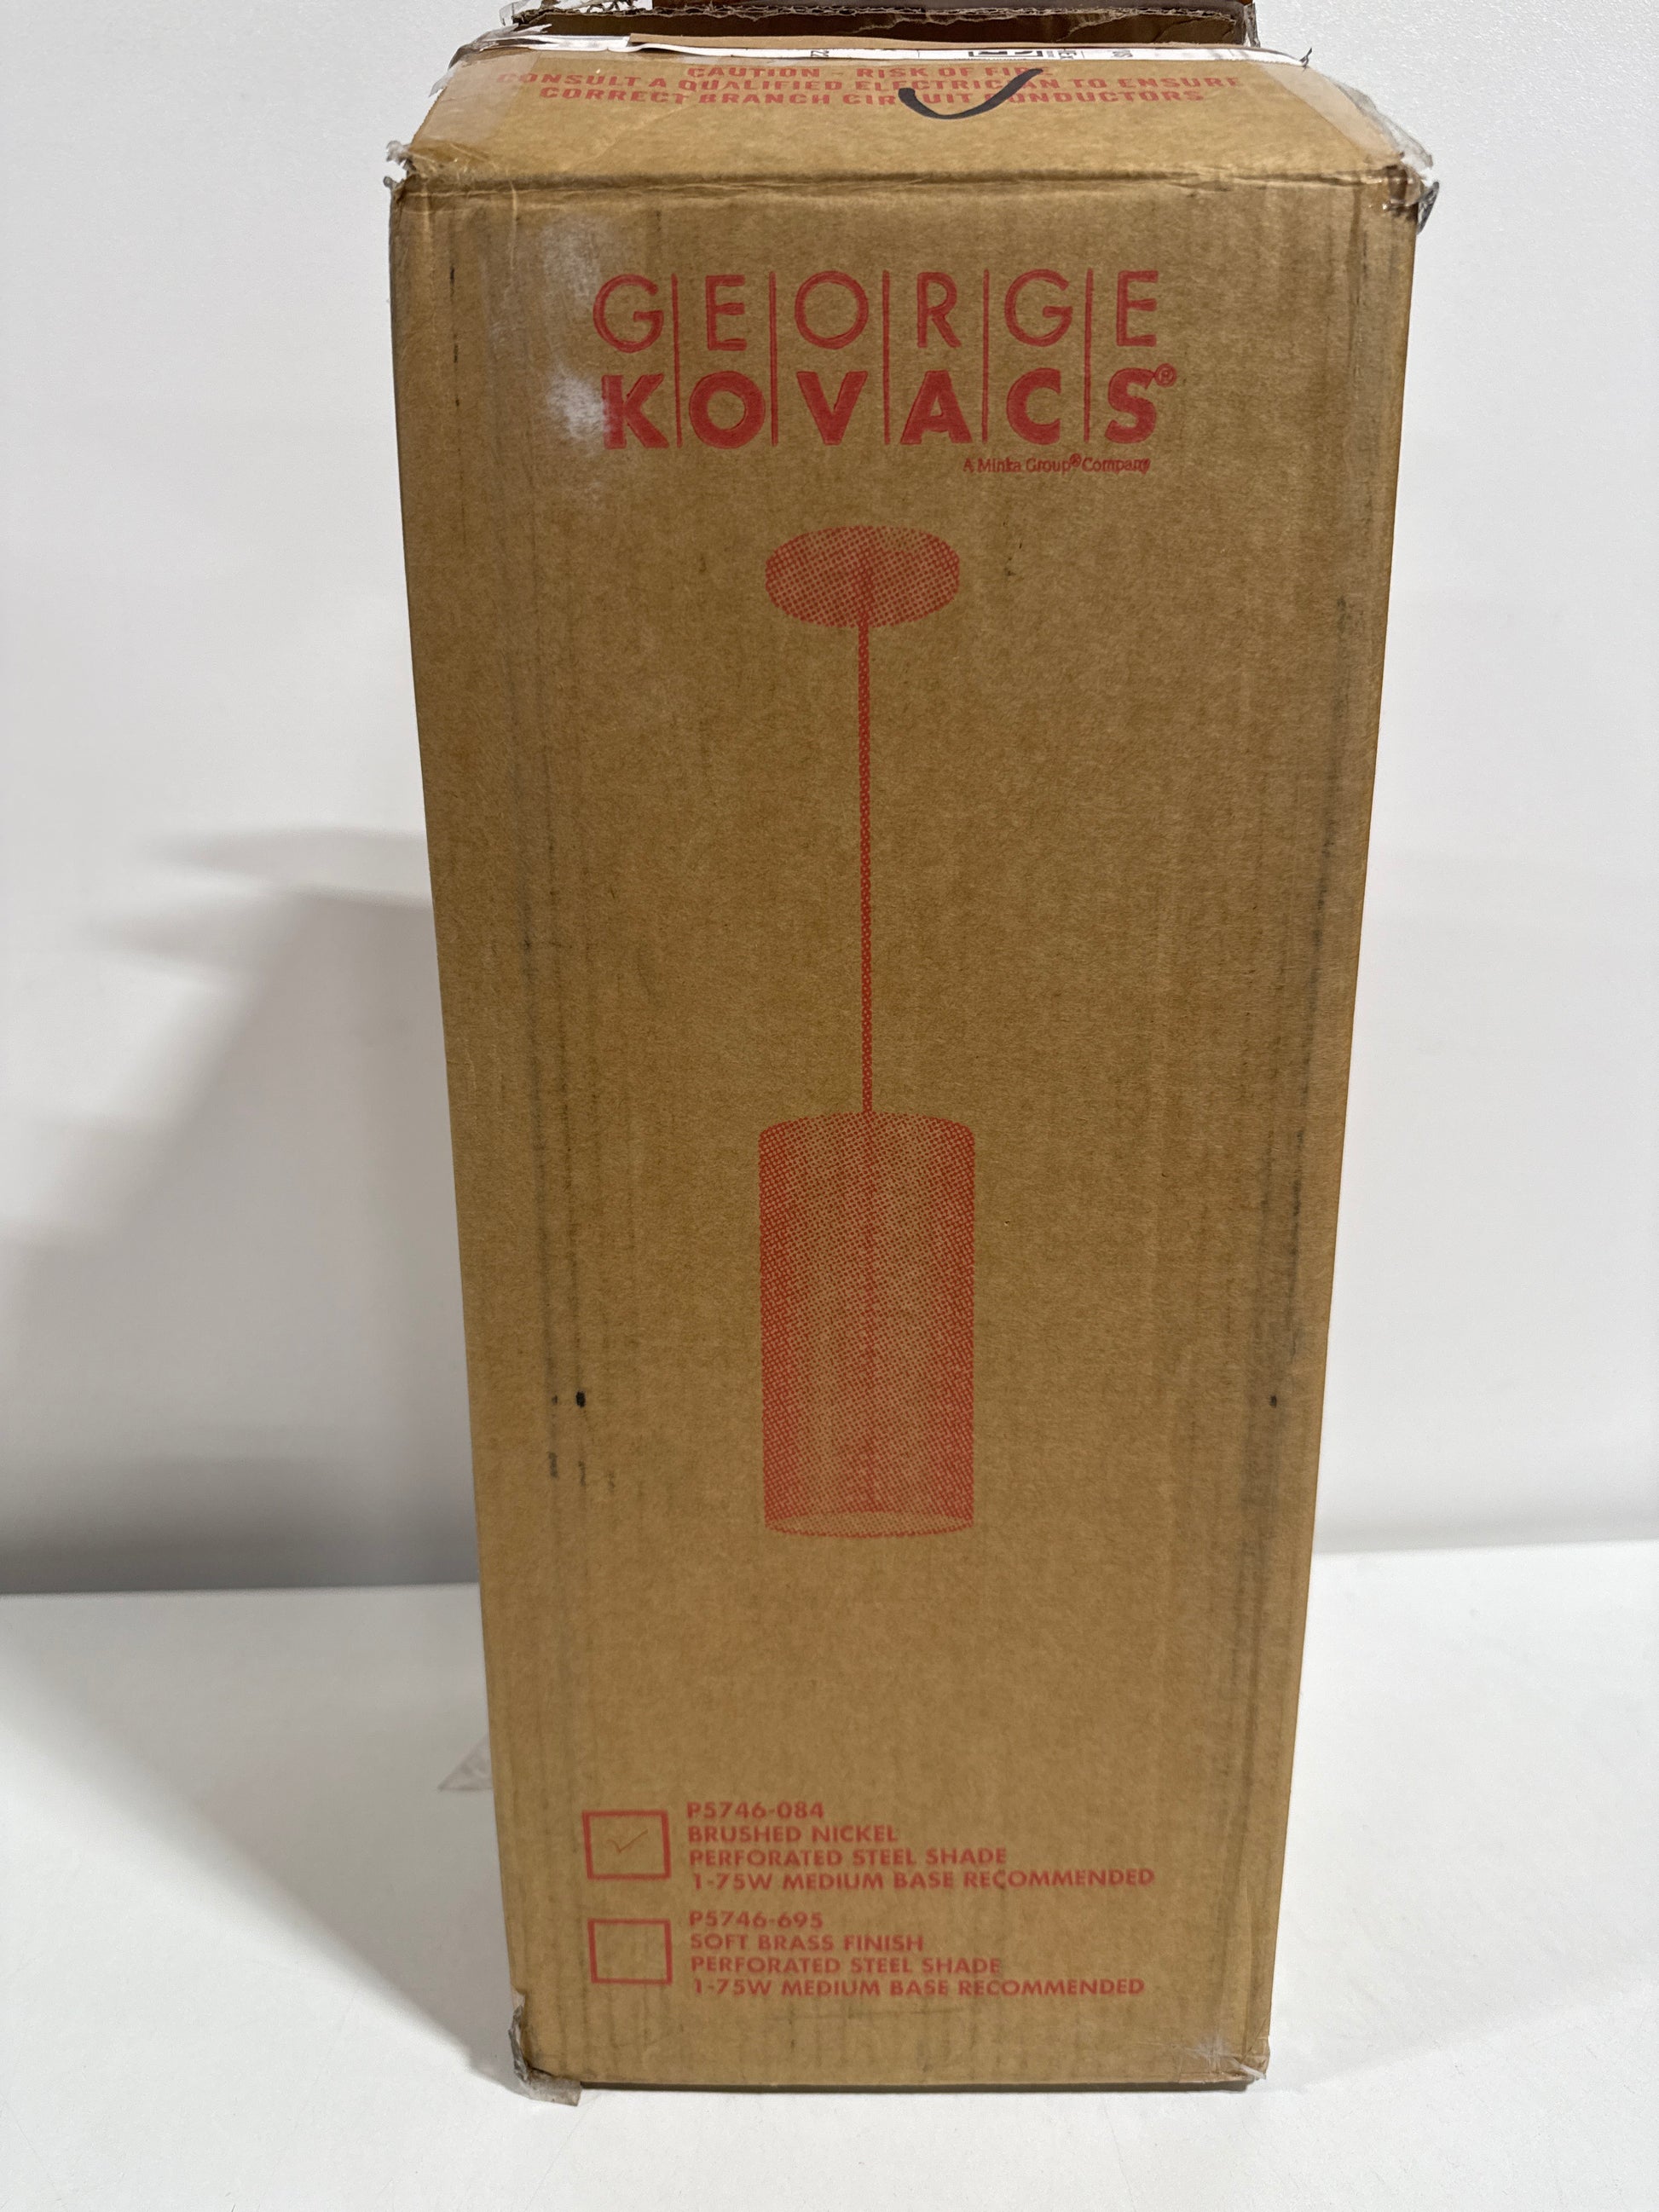 CAUTION - RISK OF FIRE
CONSULT A QUALIFIED ELECTRICIAN TO ENSURE
CORRECT BRANCH CIRCUIT CONDUCTORS
GEORGE
KOVACS®
A Minka Group® Company
P5746-084
BRUSHED NICKEL
PERFORATED STEEL SHADE
1-75W MEDIUM BASE RECOMMENDED
P5746-695
SOFT BRASS FINISH
PERFORATED STEEL SHADE
1-75W MEDIUM BASE RECOMMENDED